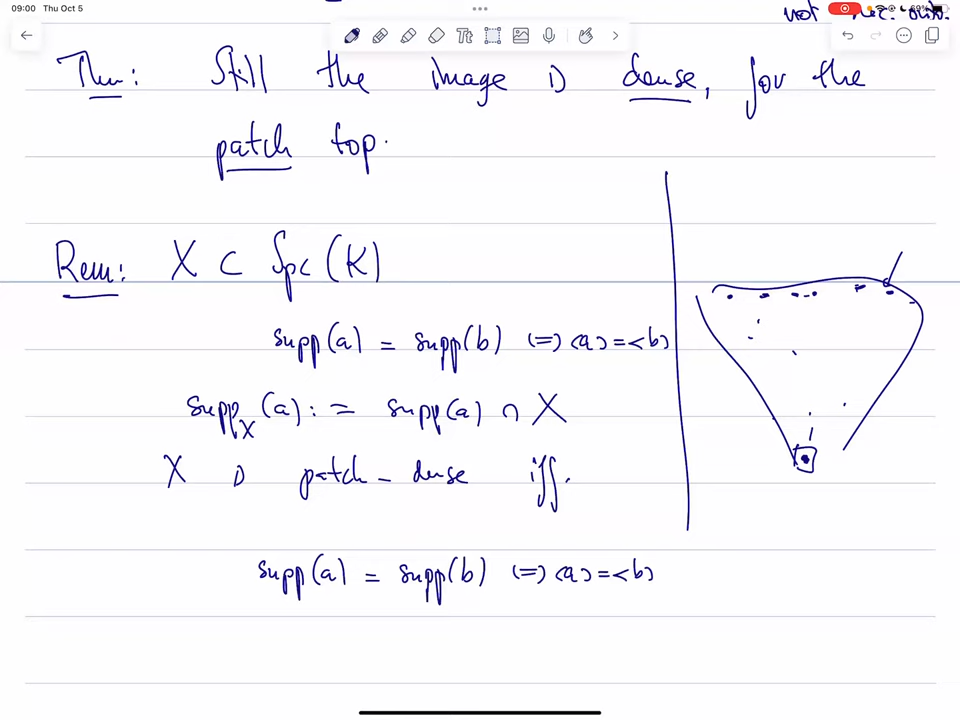 09:00 Thu Oct 5
not
Thm: Still the image is dense, for the
patch top.
Rem: X ⊂ Spc(K)
supp(a) = supp(b) (=) <a> = <b>
supp_X(a) := supp(a) ∩ X
X is patch-dense iff.
supp(a) = supp(b) (=) <a> = <b>